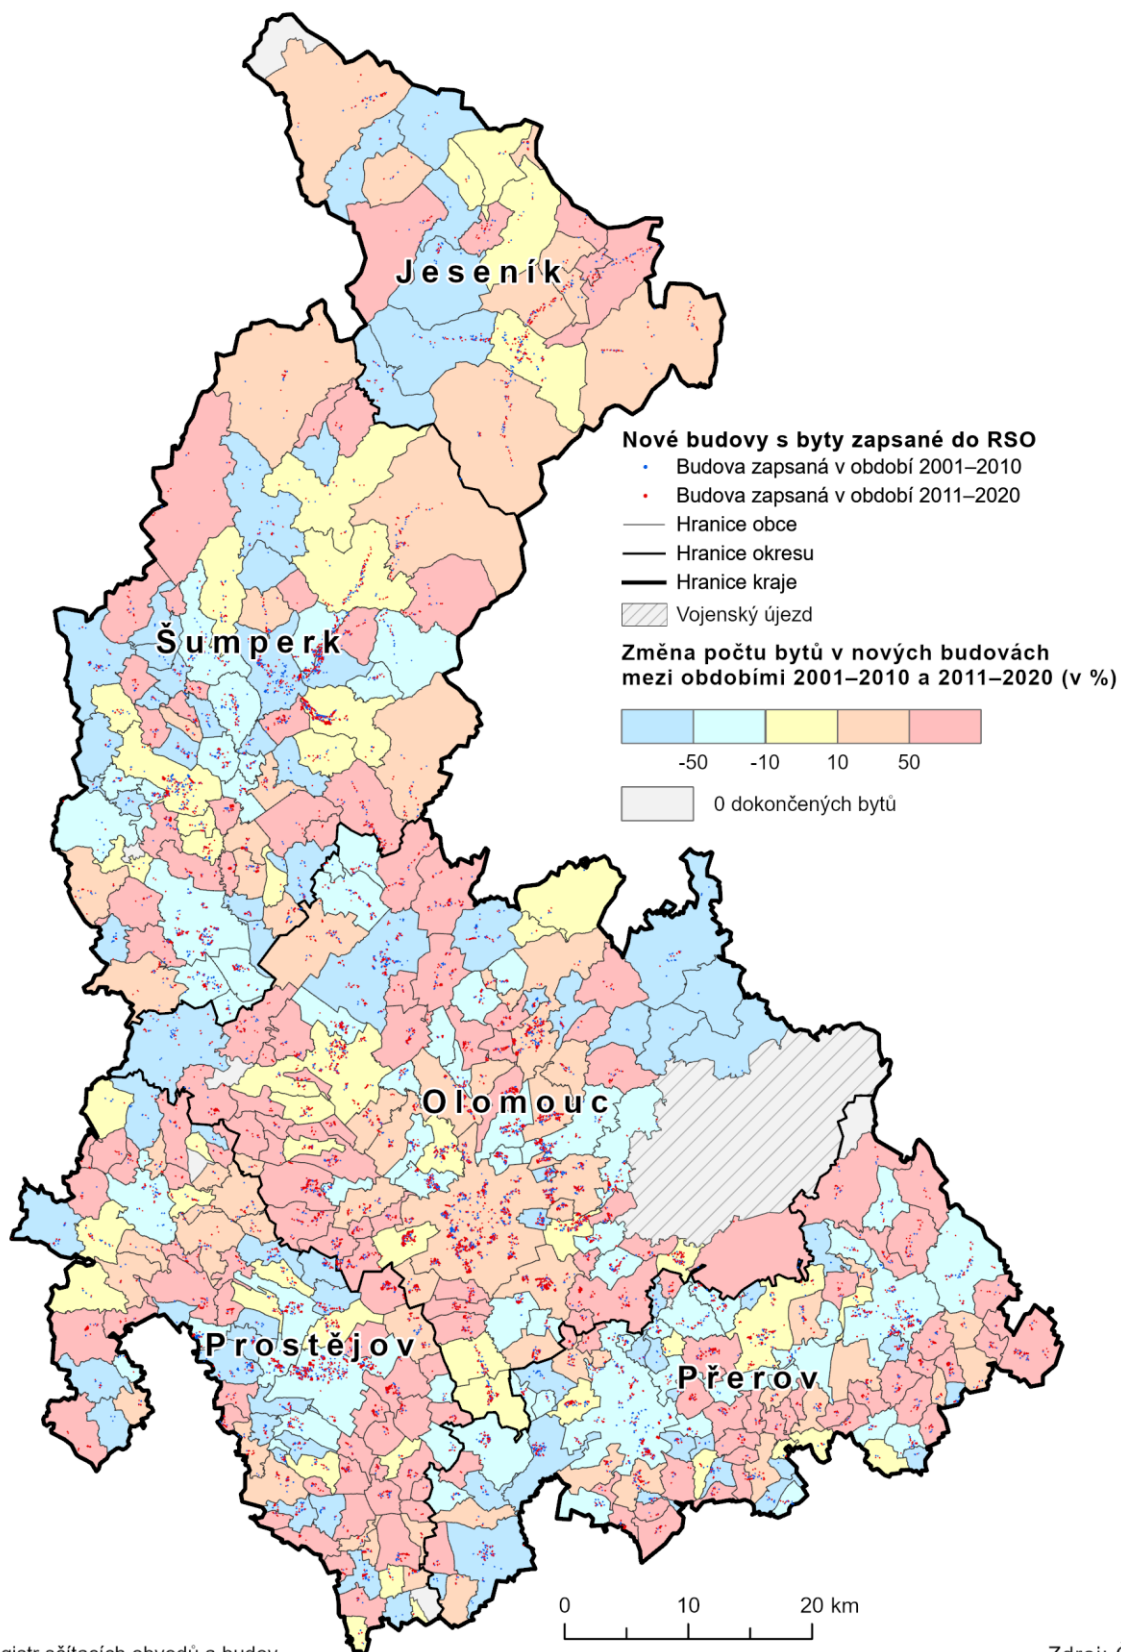 Jeseník
Nové budovy s byty zapsané do RSO
Budova zapsaná v období 2001–2010
Budova zapsaná v období 2011–2020
Hranice obce
Hranice okresu
Hranice kraje
Vojenský újezd
Šumperk
Změna počtu bytů v nových budovách
mezi obdobími 2001–2010 a 2011–2020 (v %)
-50 -10 10 50
0 dokončených bytů
Olomouc
Prostějov
Přerov
0 10 20 km